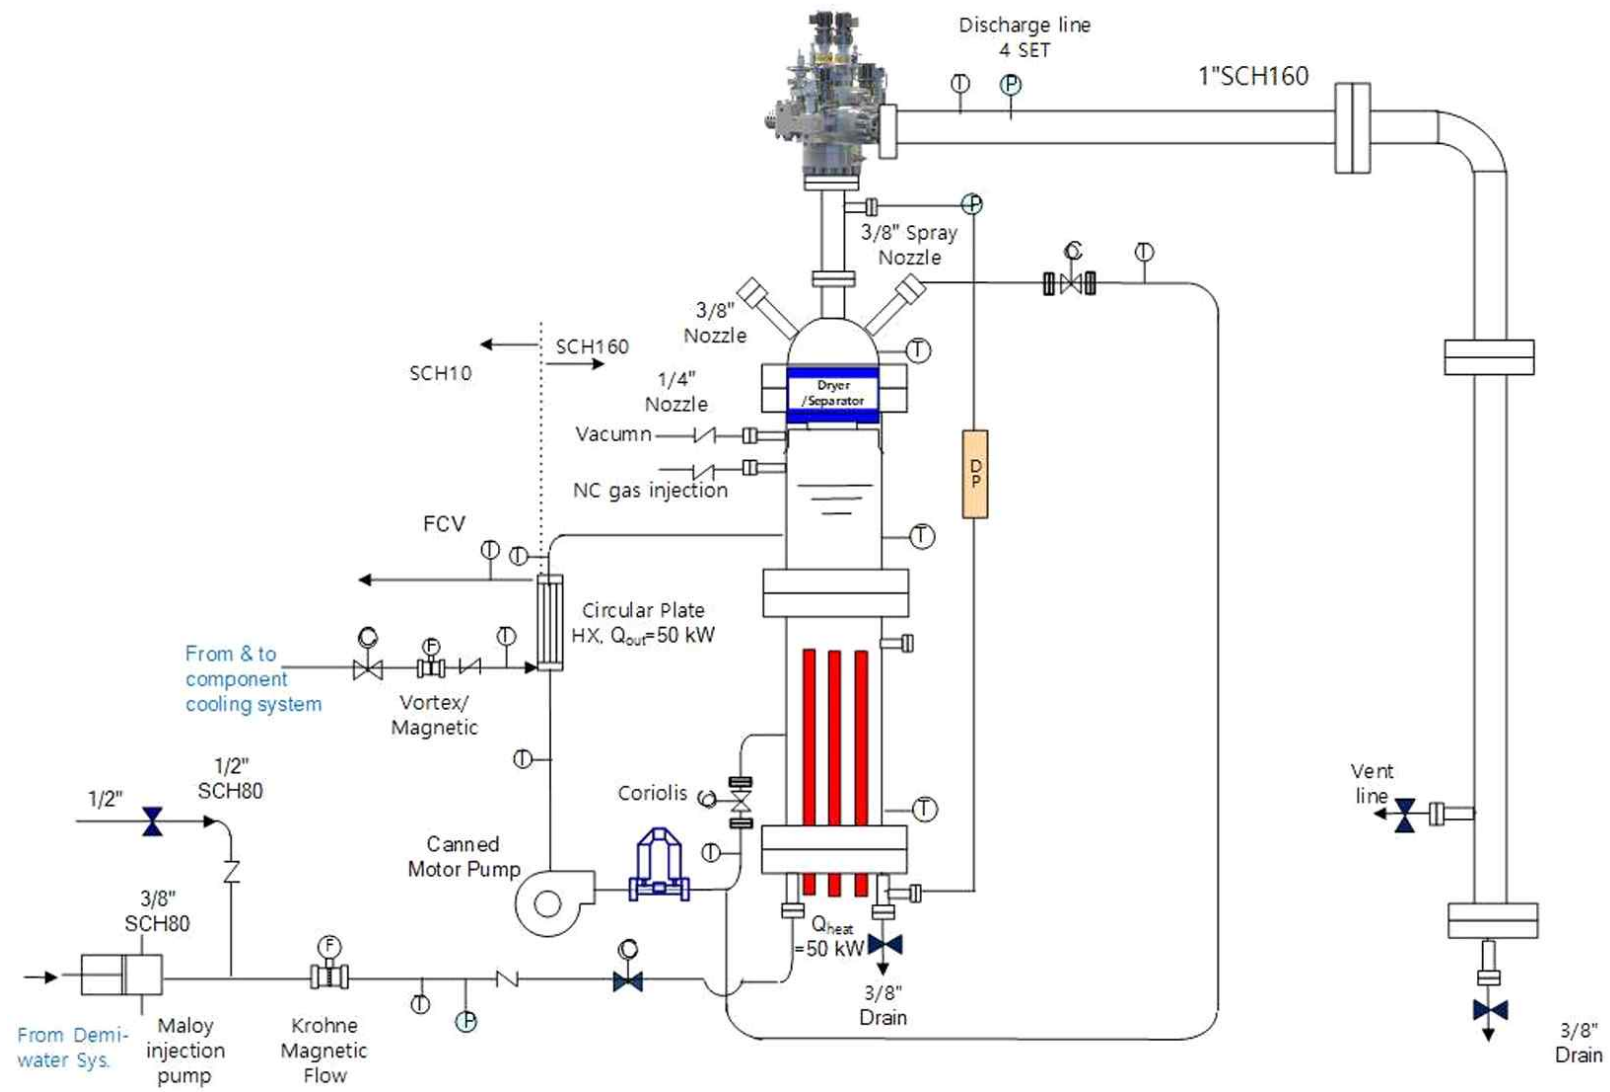 Discharge line
4 SET
T
P
1"SCH160
P
3/8" Spray
Nozzle
C
T
3/8"
Nozzle
T
SCH160
SCH10
Dryer
/Separator
1/4"
Nozzle
Vacumn
NC gas injection
D
P
FCV
T
T
T
Circular Plate
HX, Qout=50 kW
From & to
component
cooling system
C
F
T
Vortex/
Magnetic
T
1/2"
SCH80
1/2"
Coriolis
C
T
Vent
line
Canned
Motor Pump
T
3/8"
SCH80
Qheat
=50 kW
F
C
T
P
3/8"
Drain
From Demi-
water Sys.
Maloy
injection
pump
Krohne
Magnetic
Flow
3/8"
Drain